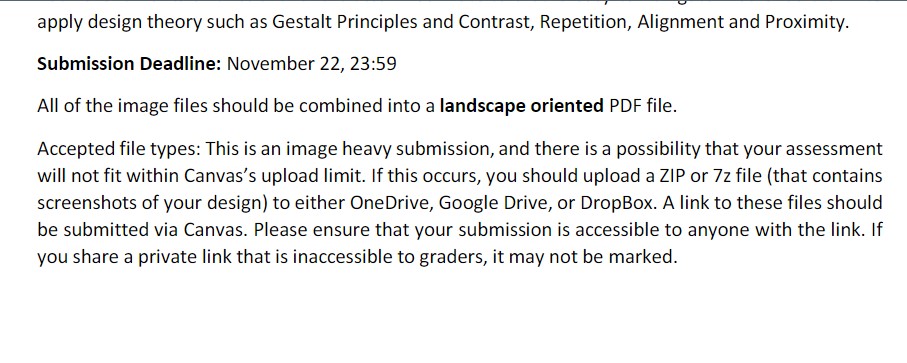 apply design theory such as Gestalt Principles and Contrast, Repetition, Alignment and Proximity.
Submission Deadline: November 22, 23:59
All of the image files should be combined into a landscape oriented PDF file.
Accepted file types: This is an image heavy submission, and there is a possibility that your assessment
will not fit within Canvas's upload limit. If this occurs, you should upload a ZIP or 7z file (that contains
screenshots of your design) to either OneDrive, Google Drive, or DropBox. A link to these files should
be submitted via Canvas. Please ensure that your submission is accessible to anyone with the link. If
you share a private link that is inaccessible to graders, it may not be marked.